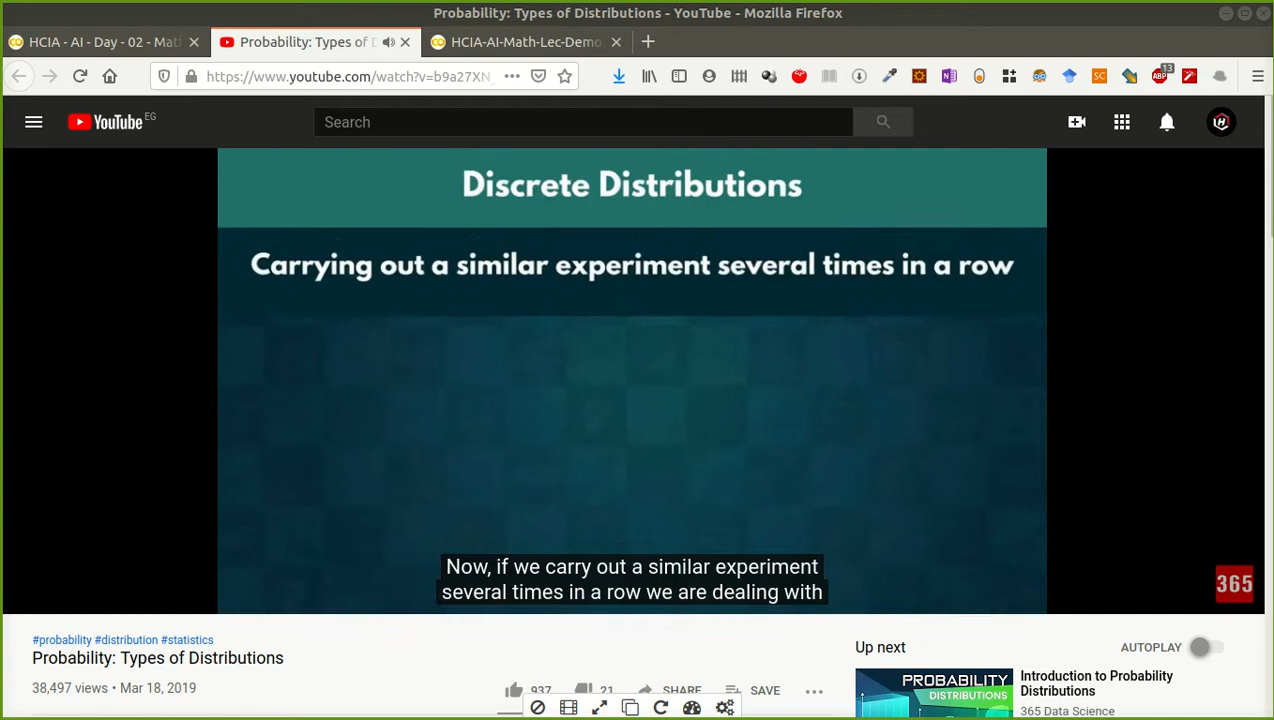 Probability: Types of Distributions - YouTube - Mozilla Firefox
HCIA - AI - Day - 02 - Mat
Probability: Types of D
HCIA-AI-Math-Lec-Demo.
https://www.youtube.com/watch?v=b9a27XN
13
YouTube EG
Search
Discrete Distributions
Carrying out a similar experiment several times in a row
Now, if we carry out a similar experiment
several times in a row we are dealing with
365
#probability #distribution #statistics
Probability: Types of Distributions
38,497 views • Mar 18, 2019
937
21
SHARE
SAVE
Up next
AUTOPLAY
PROBABILITY
DISTRIBUTIONS
Introduction to Probability
Distributions
365 Data Science